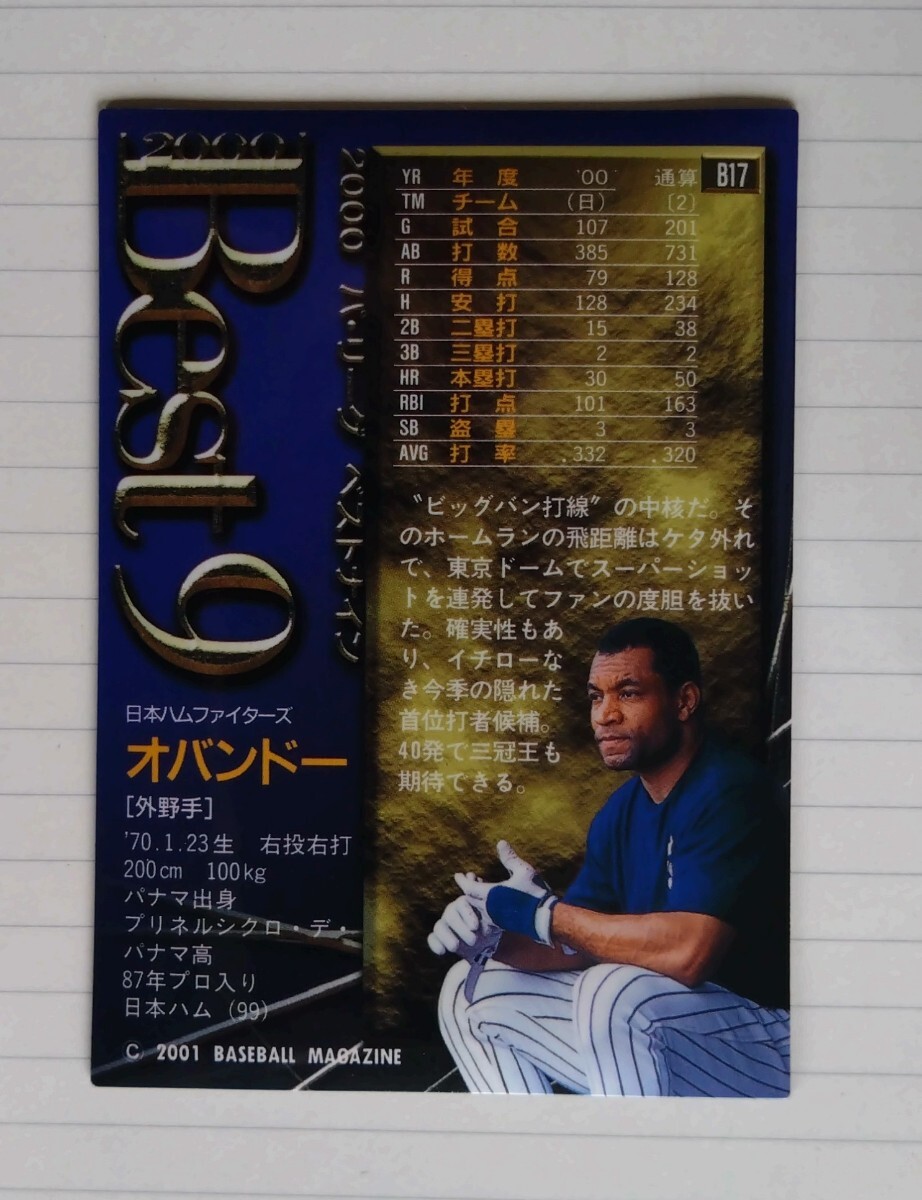 2000
Best 9
2000 パ・リーグ ベストナイン
B17
YR 年度 '00 通算
TM チーム (日) [2]
G 試合 107 201
AB 打数 385 731
R 得点 79 128
H 安打 128 234
2B 二塁打 15 38
3B 三塁打 2 2
HR 本塁打 30 50
RBI 打点 101 163
SB 盗塁 3 3
AVG 打率 .332 .320
〝ビッグバン打線〟の中核だ。そ
のホームランの飛距離はケタ外れ
で、東京ドームでスーパーショッ
トを連発してファンの度胆を抜い
た。確実性もあ
り、イチローな
き今季の隠れた
首位打者候補。
40発で三冠王も
期待できる。
日本ハムファイターズ
オバンドー
[外野手]
'70.1.23生 右投右打
200cm 100kg
パナマ出身
プリネルシクロ・デ・
パナマ高
87年プロ入り
日本ハム (99)
© 2001 BASEBALL MAGAZINE